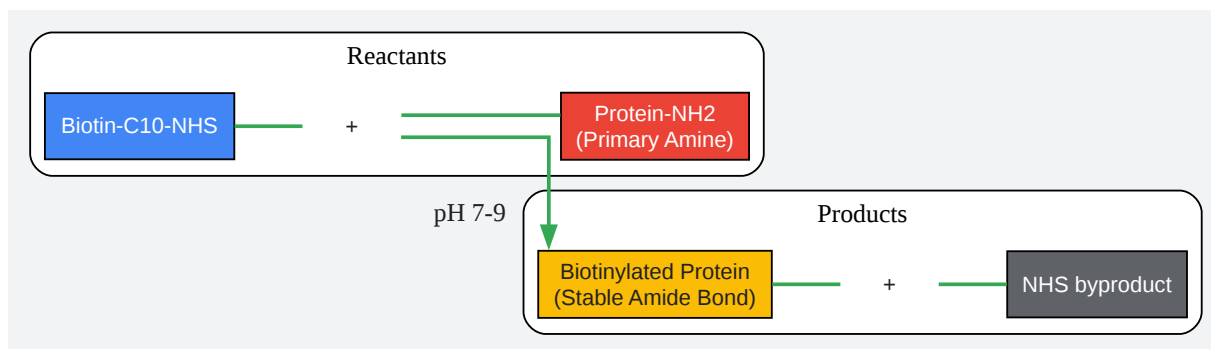 Reactants
Biotin-C10-NHS
+
Protein-NH2
(Primary Amine)
pH 7-9
Products
Biotinylated Protein
(Stable Amide Bond)
+
NHS byproduct